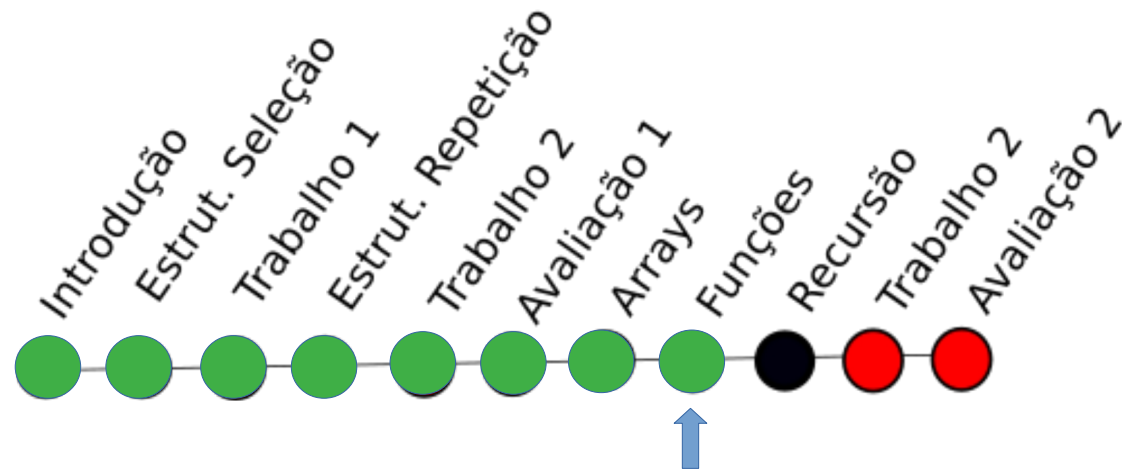 Introdução
Estrut. Seleção
Trabalho 1
Estrut. Repetição
Trabalho 2
Avaliação 1
Arrays
Funções
Recursão
Trabalho 2
Avaliação 2